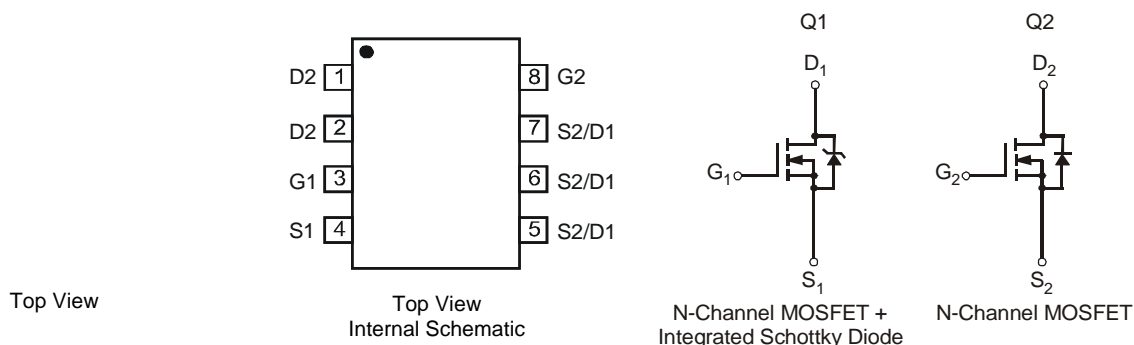 Q1 Q2
D1 D2
D2 1 8 G2
D2 2 7 S2/D1
G1 3 6 S2/D1
S1 4 5 S2/D1
G1 G2
S1 S2
Top View
Top View
Internal Schematic
N-Channel MOSFET +
Integrated Schottky Diode
N-Channel MOSFET